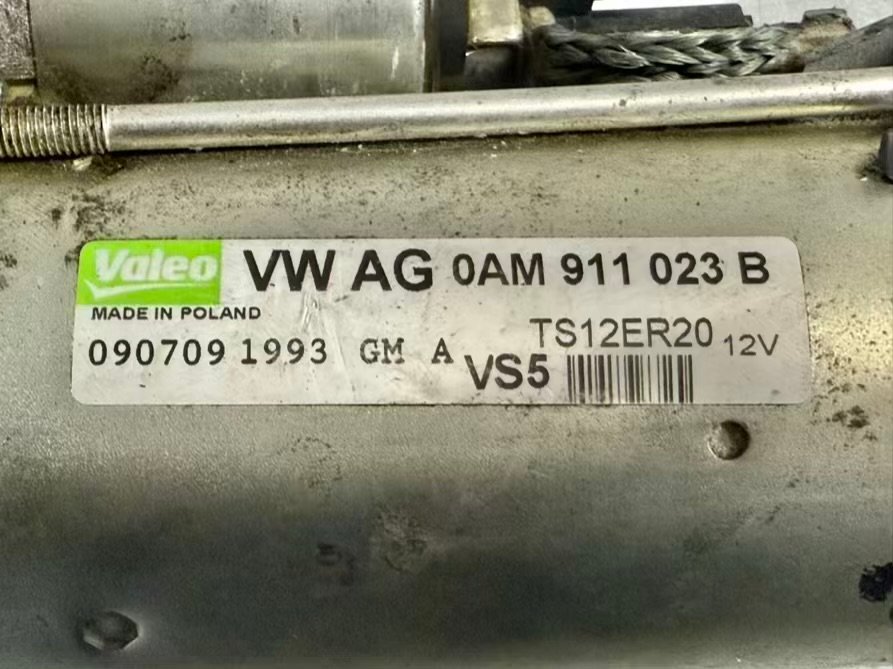 Valeo VW AG 0AM 911 023 B
MADE IN POLAND
090709 1993 GM A TS12ER20 12V
VS5